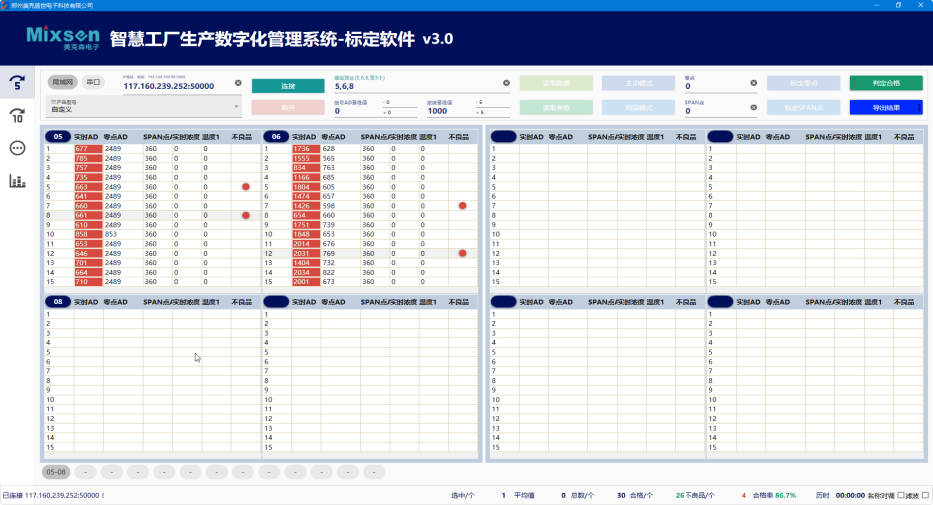 郑州美克盛世电子科技有限公司
Mixsen
美克森电子
智慧工厂生产数字化管理系统-标定软件 v3.0
5
10
局域网 串口
117.160.239.252:50000
连接
5,6,8
读取数据 主动模式
零点
0
标定零点 判定合格
自定义
断开
信号AD基准值
0
- 0
+ 0
1000
- 5
+ 5
读取参数 问询模式
SPAN点
0
标定SPAN点 导出结果
05 实时AD 零点AD SPAN点/实时浓度 温度1 不良品
1 677 2489 360 0 0
2 785 2489 360 0 0
3 757 2489 360 0 0
4 735 2489 360 0 0
5 663 2489 360 0 0
6 641 2489 360 0 0
7 660 2489 360 0 0
8 661 2489 360 0 0
9 610 2489 360 0 0
10 858 853 360 0 0
11 653 2489 360 0 0
12 646 2489 360 0 0
13 701 2489 360 0 0
14 664 2489 360 0 0
15 710 2489 360 0 0
06 实时AD 零点AD SPAN点/实时浓度 温度1 不良品
1 1736 628 360 0 0
2 1555 565 360 0 0
3 834 763 360 0 0
4 1166 685 360 0 0
5 1804 605 360 0 0
6 1474 657 360 0 0
7 1426 598 360 0 0
8 654 660 360 0 0
9 1751 739 360 0 0
10 1848 653 360 0 0
11 2014 676 360 0 0
12 2031 769 360 0 0
13 1404 732 360 0 0
14 2034 822 360 0 0
15 2001 673 360 0 0
实时AD 零点AD SPAN点/实时浓度 温度1 不良品
1
2
3
4
5
6
7
8
9
10
11
12
13
14
15
实时AD 零点AD SPAN点/实时浓度 温度1 不良品
1
2
3
4
5
6
7
8
9
10
11
12
13
14
15
08 实时AD 零点AD SPAN点/实时浓度 温度1 不良品
1
2
3
4
5
6
7
8
9
10
11
12
13
14
15
实时AD 零点AD SPAN点/实时浓度 温度1 不良品
1
2
3
4
5
6
7
8
9
10
11
12
13
14
15
实时AD 零点AD SPAN点/实时浓度 温度1 不良品
1
2
3
4
5
6
7
8
9
10
11
12
13
14
15
实时AD 零点AD SPAN点/实时浓度 温度1 不良品
1
2
3
4
5
6
7
8
9
10
11
12
13
14
15
05-08 - - - - - - - - - - - -
已连接 117.160.239.252:50000 ! 选中/个 1 平均值 0 总数/个 30 合格/个 26 不良品/个 4 合格率 86.7% 历时 00:00:00 名称对调 滤波